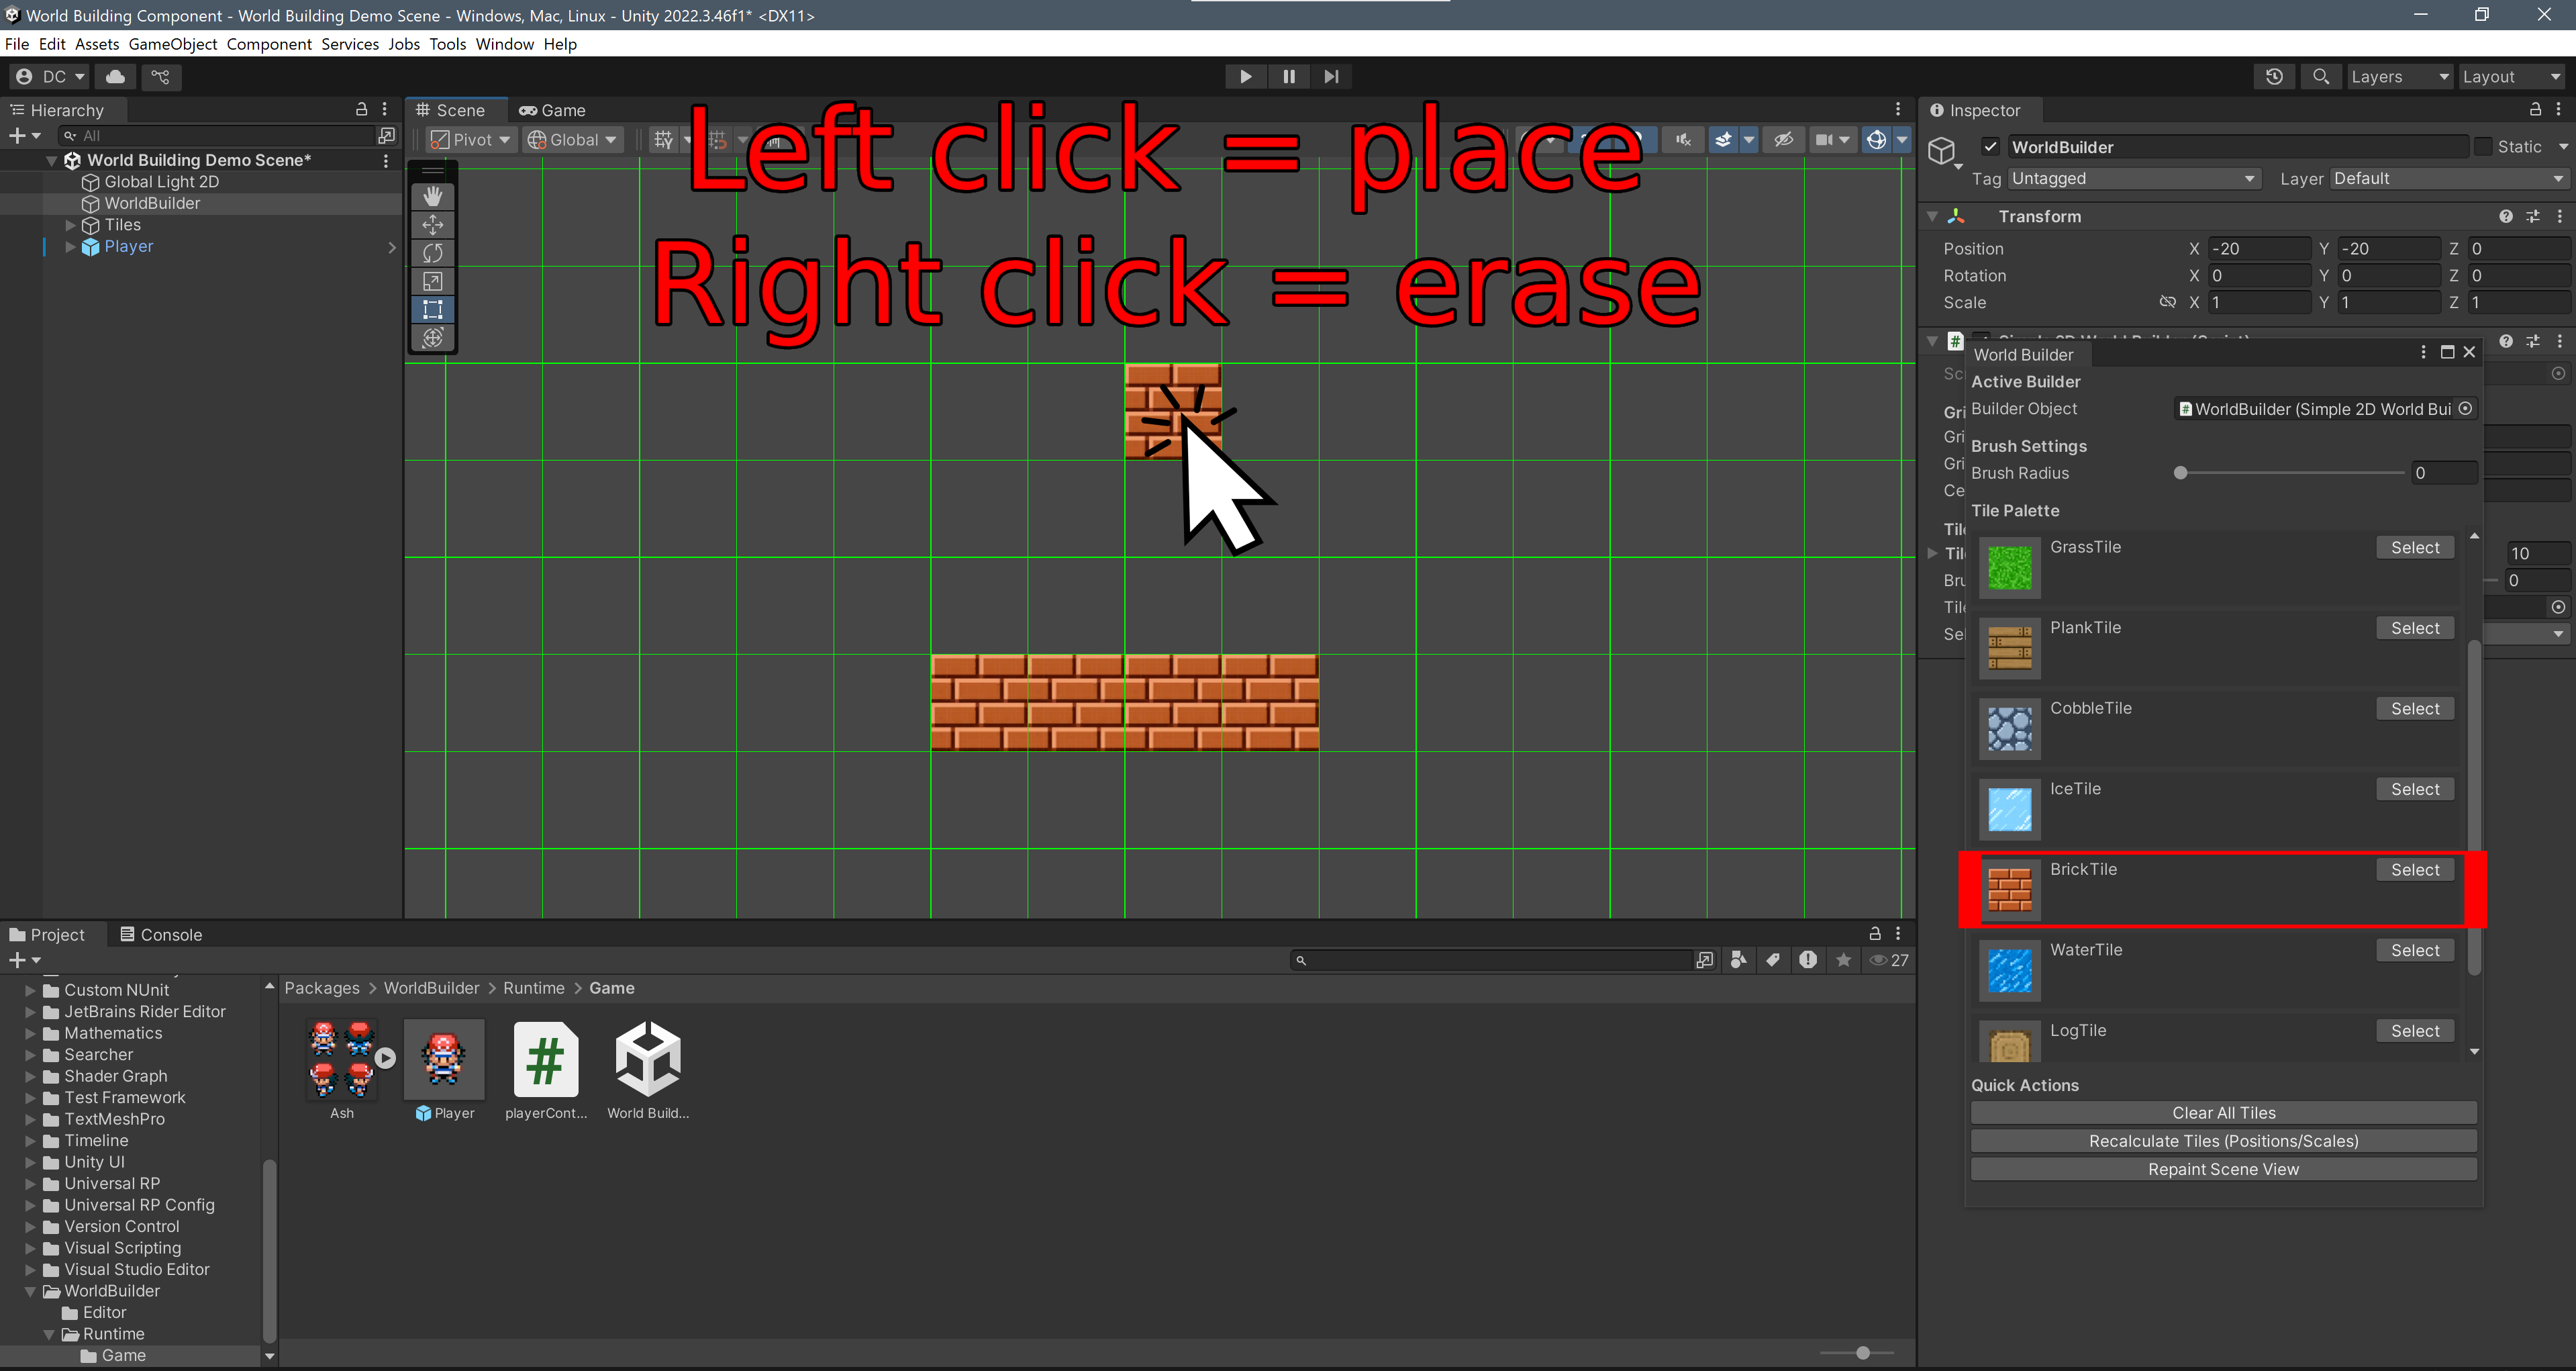 World Building Component - World Building Demo Scene - Windows, Mac, Linux - Unity 2022.3.46f1* <DX11>
File Edit Assets GameObject Component Services Jobs Tools Window Help
DC
Layers
Layout
Hierarchy
All
World Building Demo Scene*
Global Light 2D
WorldBuilder
Tiles
Player
Scene
Game
Pivot
Global
Left click = place
Right click = erase
Inspector
WorldBuilder
Static
Tag Untagged
Layer Default
Transform
Position X -20 Y -20 Z 0
Rotation X 0 Y 0 Z 0
Scale X 1 Y 1 Z 1
World Builder
Active Builder
Builder Object WorldBuilder (Simple 2D World Bui
Brush Settings
Brush Radius 0
Tile Palette
GrassTile Select
PlankTile Select
CobbleTile Select
IceTile Select
BrickTile Select
WaterTile Select
LogTile Select
Quick Actions
Clear All Tiles
Recalculate Tiles (Positions/Scales)
Repaint Scene View
10
0
Project
Console
27
Custom NUnit
JetBrains Rider Editor
Mathematics
Searcher
Shader Graph
Test Framework
TextMeshPro
Timeline
Unity UI
Universal RP
Universal RP Config
Version Control
Visual Scripting
Visual Studio Editor
WorldBuilder
Editor
Runtime
Game
Packages > WorldBuilder > Runtime > Game
Ash
Player
playerCont...
World Build...